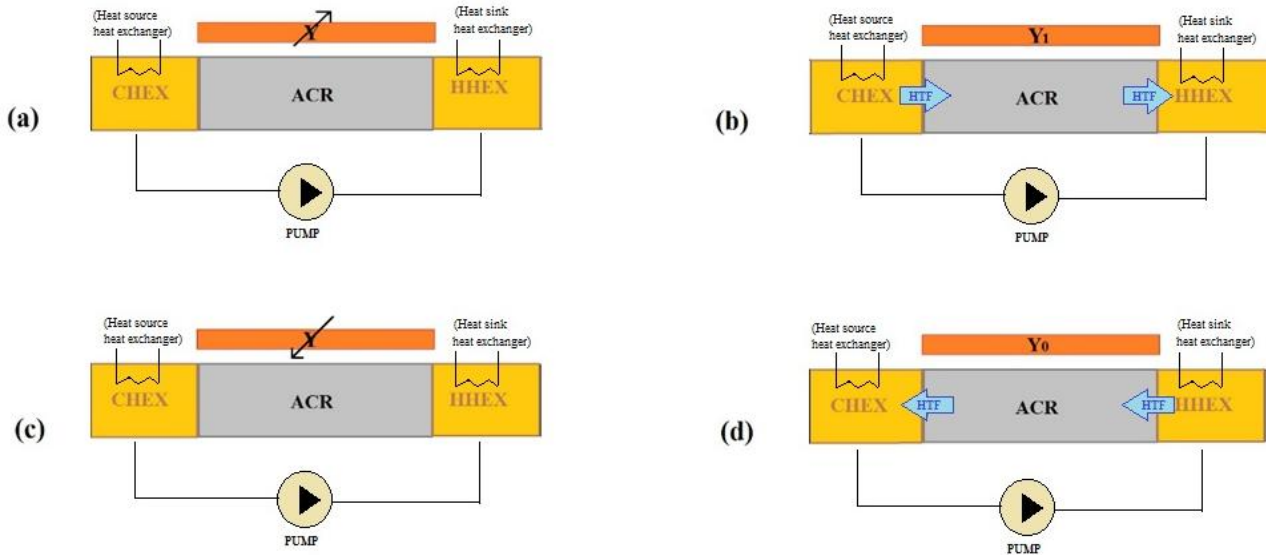 (Heat source
heat exchanger)
Y
(Heat sink
heat exchanger)
CHEX
ACR
HHEX
(a)
PUMP
(Heat source
heat exchanger)
Y1
(Heat sink
heat exchanger)
CHEX
HTF
ACR
HTF
HHEX
(b)
PUMP
(Heat source
heat exchanger)
Y
(Heat sink
heat exchanger)
CHEX
ACR
HHEX
(c)
PUMP
(Heat source
heat exchanger)
Y0
(Heat sink
heat exchanger)
CHEX
HTF
ACR
HTF
HHEX
(d)
PUMP